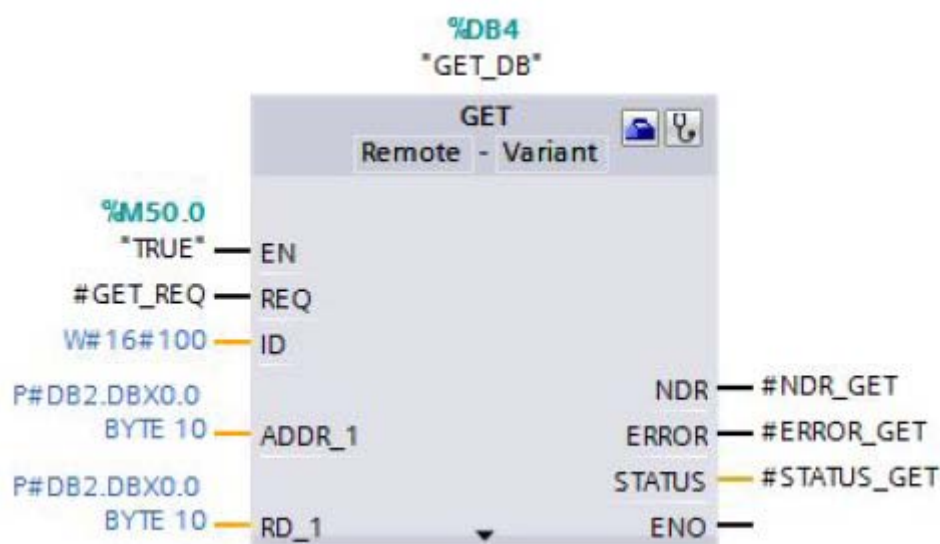 %DB4
"GET_DB"
GET
Remote - Variant
%M50.0
"TRUE"
EN
#GET_REQ
REQ
W#16#100
ID
P#DB2.DBX0.0
BYTE 10
ADDR_1
P#DB2.DBX0.0
BYTE 10
RD_1
NDR
#NDR_GET
ERROR
#ERROR_GET
STATUS
#STATUS_GET
ENO